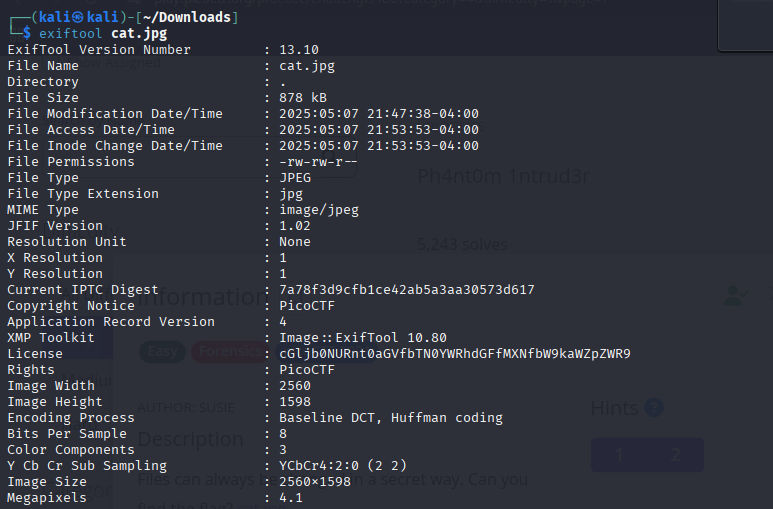 (kali㉿kali)-[~/Downloads]
$ exiftool cat.jpg
ExifTool Version Number : 13.10
File Name : cat.jpg
Directory : .
File Size : 878 kB
File Modification Date/Time : 2025:05:07 21:47:38-04:00
File Access Date/Time : 2025:05:07 21:53:53-04:00
File Inode Change Date/Time : 2025:05:07 21:53:53-04:00
File Permissions : -rw-rw-r--
File Type : JPEG
File Type Extension : jpg
MIME Type : image/jpeg
Ph4nt0m 1ntrud3r
JFIF Version : 1.02
Resolution Unit : None
5,243 solves
X Resolution : 1
Y Resolution : 1
Current IPTC Digest : 7a78f3d9cfb1ce42ab5a3aa30573d617
Information
Copyright Notice : PicoCTF
Application Record Version : 4
XMP Toolkit : Image::ExifTool 10.80
License : cGljb0NURnt0aGVfbTN0YWRhdGFfMXNfbW9kaWZpZWR9
Easy Forensics
Rights : PicoCTF
Image Width : 2560
Image Height : 1598
AUTHOR: SUSIE
Hints ?
Encoding Process : Baseline DCT, Huffman coding
Bits Per Sample : 8
Description
Color Components : 3
1 2
Y Cb Cr Sub Sampling : YCbCr4:2:0 (2 2)
Image Size : 2560×1598
Files can always be in a secret way. Can you
Megapixels : 4.1
find the flag?